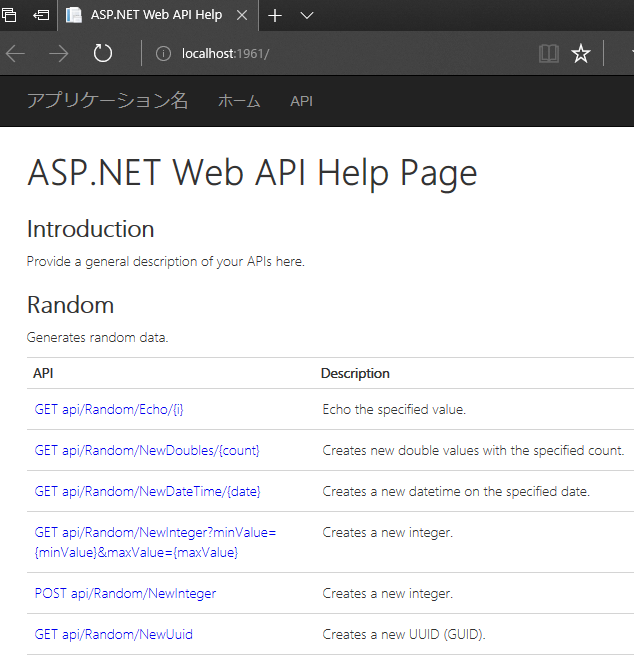 ASP.NET Web API Help
localhost:1961/
アプリケーション名 ホーム API
ASP.NET Web API Help Page
Introduction
Provide a general description of your APIs here.
Random
Generates random data.
API Description
GET api/Random/Echo/{i} Echo the specified value.
GET api/Random/NewDoubles/{count} Creates new double values with the specified count.
GET api/Random/NewDateTime/{date} Creates a new datetime on the specified date.
GET api/Random/NewInteger?minValue= Creates a new integer.
{minValue}&maxValue={maxValue}
POST api/Random/NewInteger Creates a new integer.
GET api/Random/NewUuid Creates a new UUID (GUID).